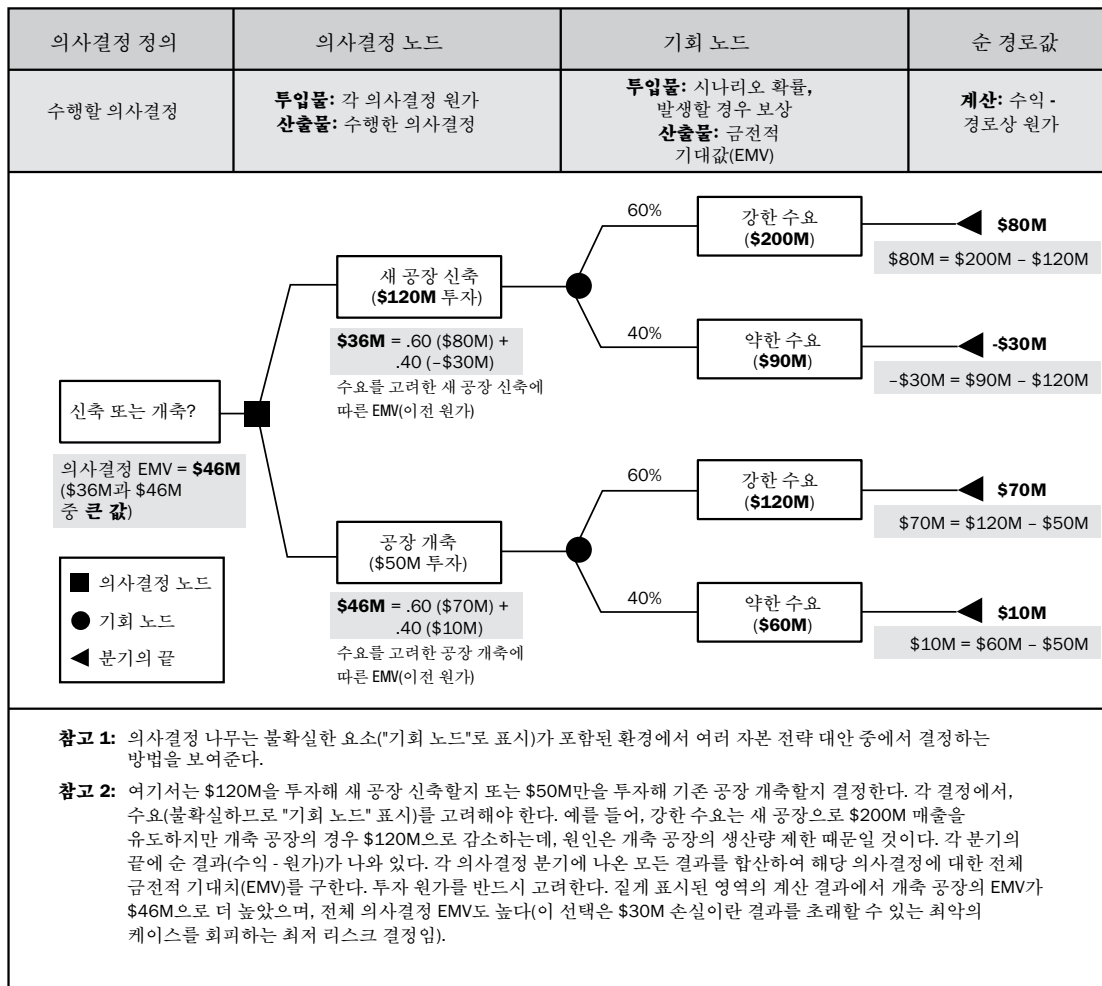 의사결정 정의
의사결정 노드
기회 노드
순 경로값
수행할 의사결정
투입물: 각 의사결정 원가
산출물: 수행한 의사결정
투입물: 시나리오 확률,
발생할 경우 보상
산출물: 금전적
기대값(EMV)
계산: 수익 -
경로상 원가
신축 또는 개축?
의사결정 EMV = $46M
($36M과 $46M
중 큰 값)
새 공장 신축
($120M 투자)
$36M = .60 ($80M) +
.40 (–$30M)
수요를 고려한 새 공장 신축에
따른 EMV(이전 원가)
60%
강한 수요
($200M)
$80M
$80M = $200M – $120M
40%
약한 수요
($90M)
-$30M
–$30M = $90M – $120M
공장 개축
($50M 투자)
$46M = .60 ($70M) +
.40 ($10M)
수요를 고려한 공장 개축에
따른 EMV(이전 원가)
60%
강한 수요
($120M)
$70M
$70M = $120M – $50M
40%
약한 수요
($60M)
$10M
$10M = $60M – $50M
의사결정 노드
기회 노드
분기의 끝
참고 1: 의사결정 나무는 불확실한 요소("기회 노드"로 표시)가 포함된 환경에서 여러 자본 전략 대안 중에서 결정하는
방법을 보여준다.
참고 2: 여기서는 $120M을 투자해 새 공장 신축할지 또는 $50M만을 투자해 기존 공장 개축할지 결정한다. 각 결정에서,
수요(불확실하므로 "기회 노드" 표시)를 고려해야 한다. 예를 들어, 강한 수요는 새 공장으로 $200M 매출을
유도하지만 개축 공장의 경우 $120M으로 감소하는데, 원인은 개축 공장의 생산량 제한 때문일 것이다. 각 분기의
끝에 순 결과(수익 - 원가)가 나와 있다. 각 의사결정 분기에 나온 모든 결과를 합산하여 해당 의사결정에 대한 전체
금전적 기대치(EMV)를 구한다. 투자 원가를 반드시 고려한다. 짙게 표시된 영역의 계산 결과에서 개축 공장의 EMV가
$46M으로 더 높았으며, 전체 의사결정 EMV도 높다(이 선택은 $30M 손실이란 결과를 초래할 수 있는 최악의
케이스를 회피하는 최저 리스크 결정임).